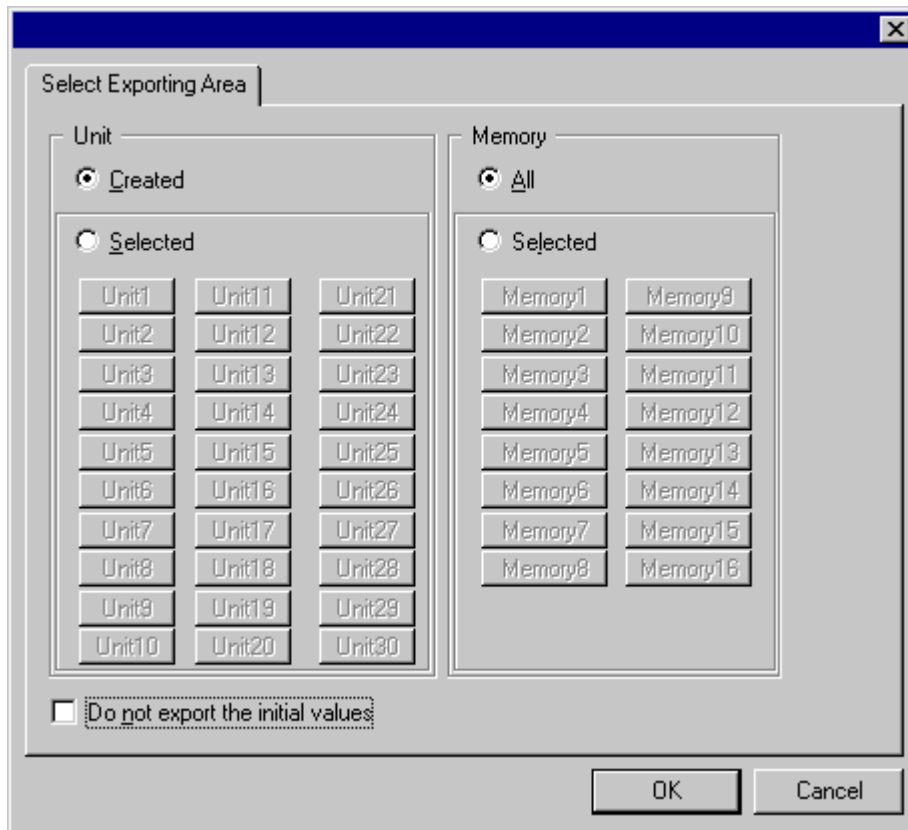 Select Exporting Area
Unit
Created
Selected
Unit1 Unit11 Unit21
Unit2 Unit12 Unit22
Unit3 Unit13 Unit23
Unit4 Unit14 Unit24
Unit5 Unit15 Unit25
Unit6 Unit16 Unit26
Unit7 Unit17 Unit27
Unit8 Unit18 Unit28
Unit9 Unit19 Unit29
Unit10 Unit20 Unit30
Memory
All
Selected
Memory1 Memory9
Memory2 Memory10
Memory3 Memory11
Memory4 Memory12
Memory5 Memory13
Memory6 Memory14
Memory7 Memory15
Memory8 Memory16
Do not export the initial values
OK Cancel